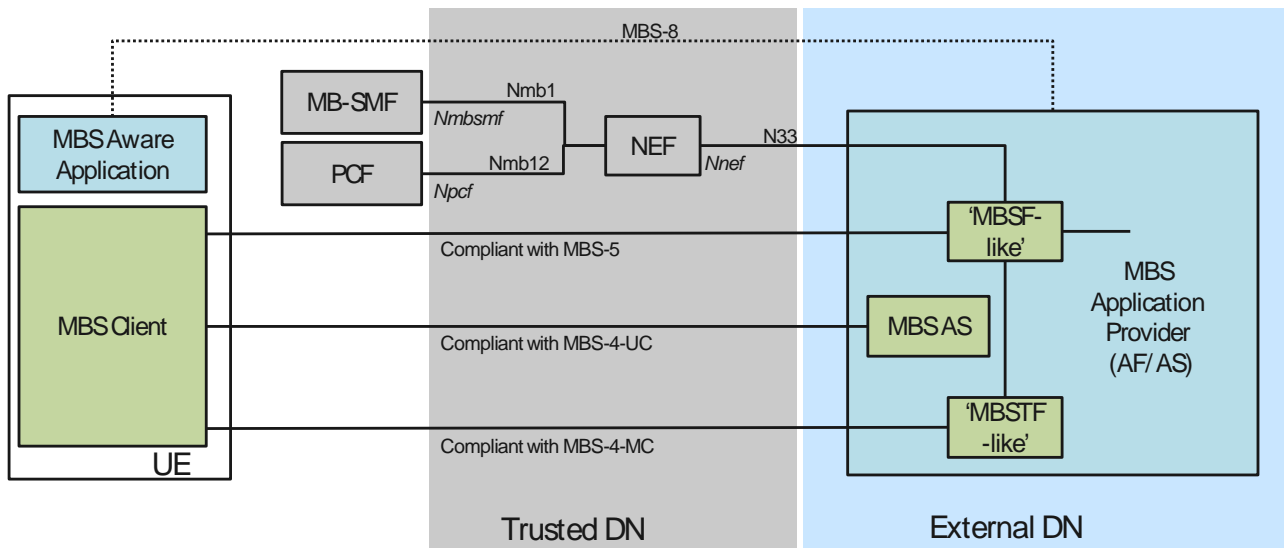 MBS-8
MB-SMF
Nmb1
Nmbsmf
MBS Aware
Application
NEF
N33
Nnef
PCF
Nmb12
Npcf
'MBSF-
like'
Compliant with MBS-5
MBS
Application
Provider
(AF/AS)
MBS Client
MBS AS
Compliant with MBS-4-UC
'MBSTF
-like'
Compliant with MBS-4-MC
UE
Trusted DN
External DN